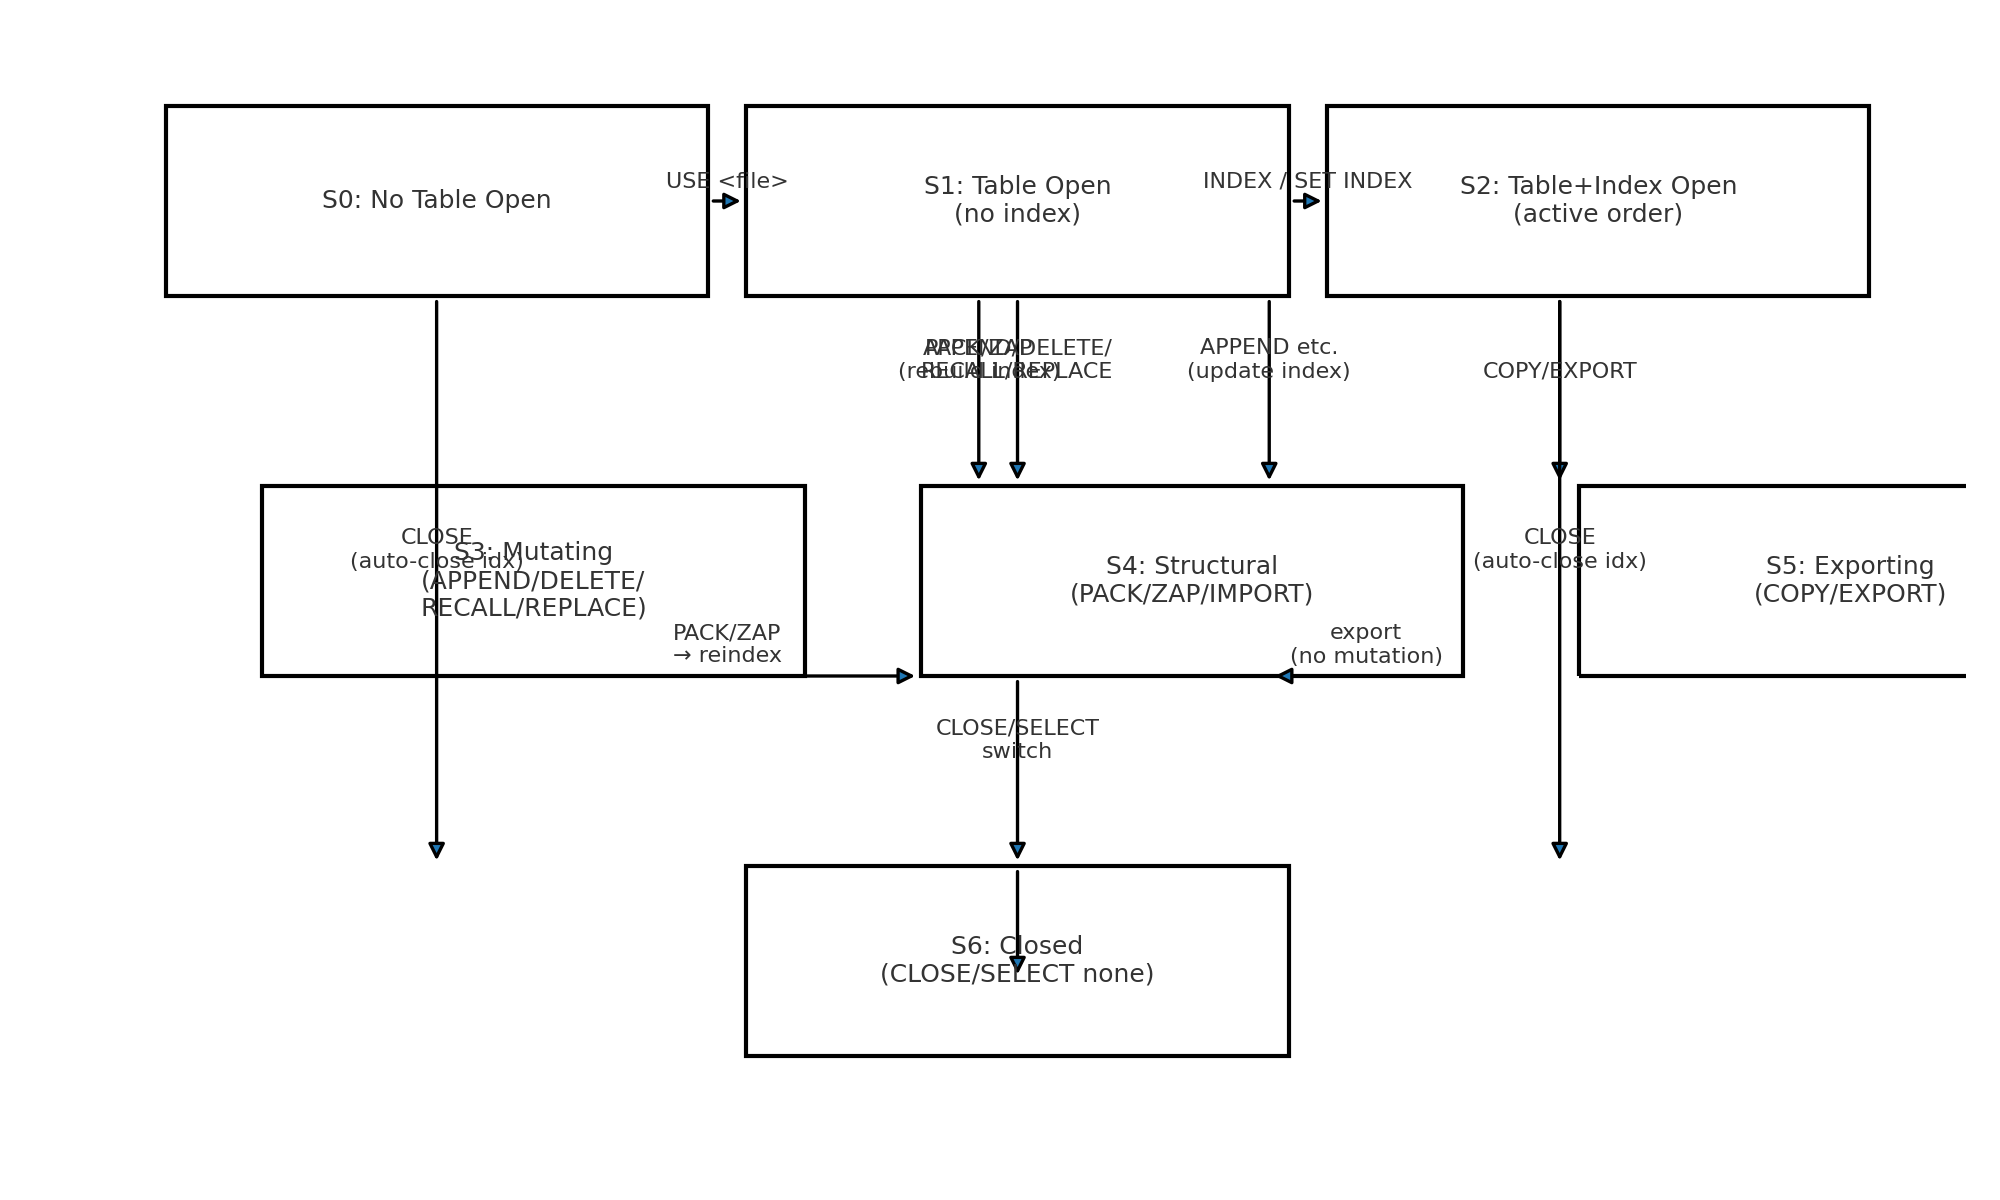 S0: No Table Open
USE <file>
S1: Table Open
(no index)
INDEX / SET INDEX
S2: Table+Index Open
(active order)
APPEND/DELETE/
RECALL/REPLACE
PACK/ZAP
(rebuild index)
APPEND etc.
(update index)
COPY/EXPORT
CLOSE
(auto-close idx)
S3: Mutating
(APPEND/DELETE/
RECALL/REPLACE)
PACK/ZAP
→ reindex
S4: Structural
(PACK/ZAP/IMPORT)
export
(no mutation)
CLOSE
(auto-close idx)
S5: Exporting
(COPY/EXPORT)
CLOSE/SELECT
switch
S6: Closed
(CLOSE/SELECT none)